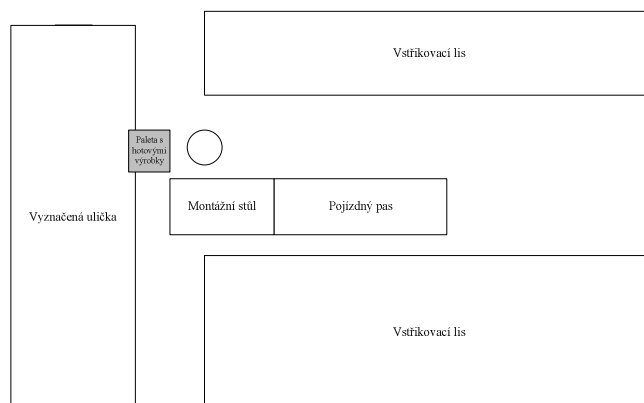 Vstřikovací lis
Paleta s
hotovými
výrobky
Montážní stůl
Pojízdný pas
Vyznačená ulička
Vstřikovací lis